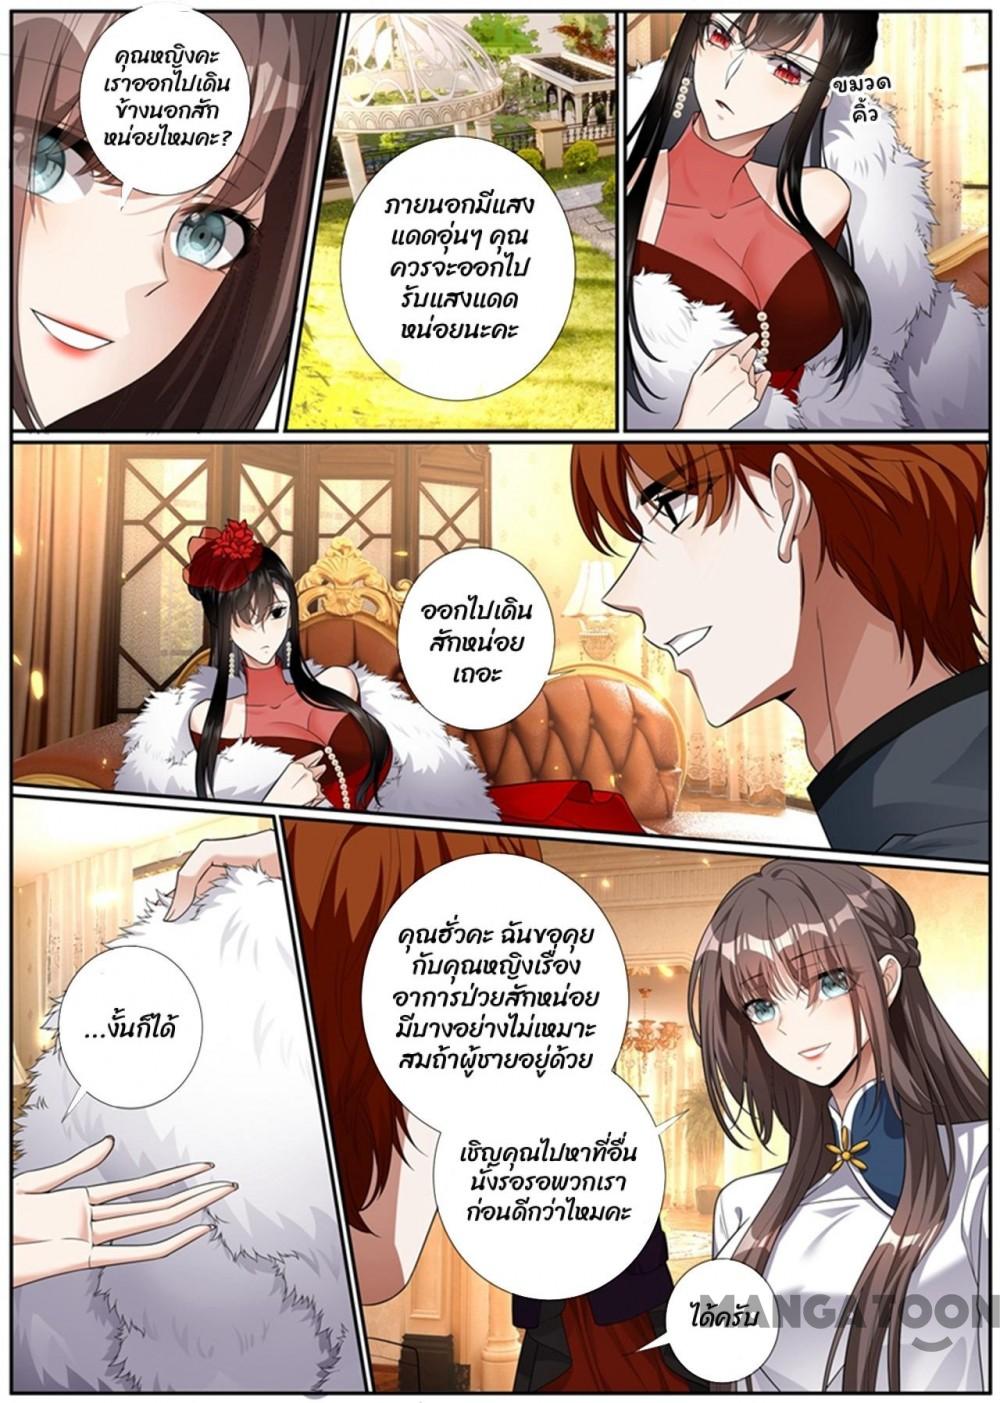 คุณหญิงคะ
เราออกไปเดิน
ข้างนอกสัก
หน่อยไหมคะ?
ภายนอกมีแสง
แดดอุ่นๆ คุณ
ควรจะออกไป
รับแสงแดด
หน่อยนะคะ
ขมวด
คิ้ว
ออกไปเดิน
สักหน่อย
เถอะ
...งั้นก็ได้
คุณฮั่วคะ ฉันขอคุย
กับคุณหญิงเรื่อง
อาการป่วยสักหน่อย
มีบางอย่างไม่เหมาะ
สมถ้าผู้ชายอยู่ด้วย
เชิญคุณไปหาที่อื่น
นั่งรอรอพวกเรา
ก่อนดีกว่าไหมคะ
ได้ครับ
MANGATOON